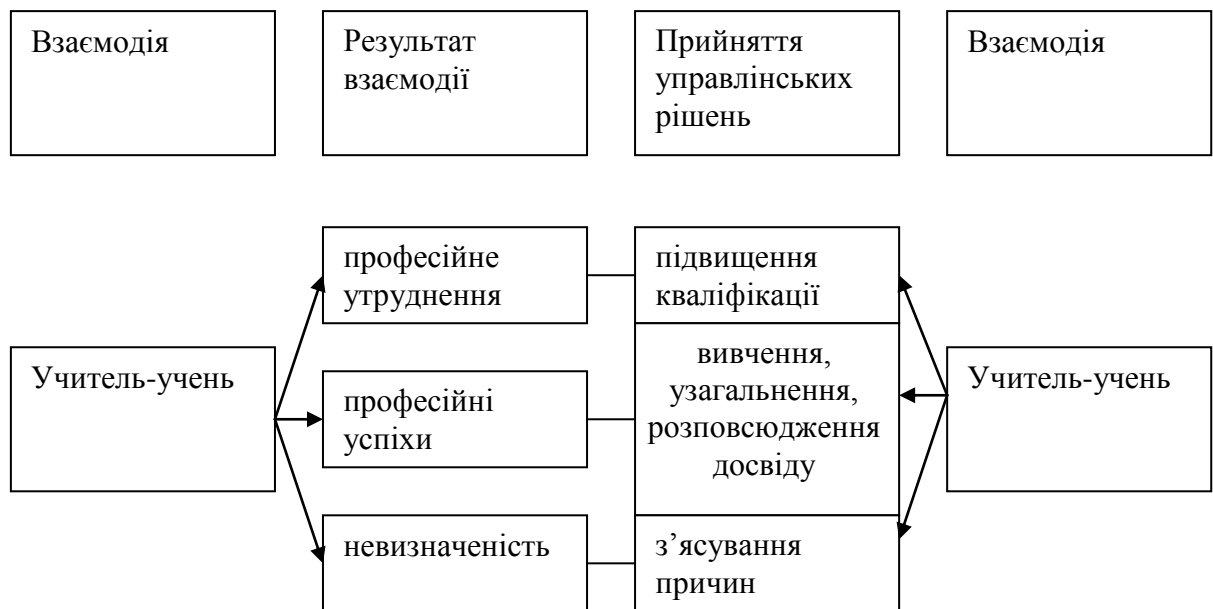 Взаємодія
Результат
взаємодії
Прийняття
управлінських
рішень
Взаємодія
професійне
утруднення
підвищення
кваліфікації
Учитель-учень
професійні
успіхи
вивчення,
узагальнення,
розповсюдження
досвіду
Учитель-учень
невизначеність
з’ясування
причин